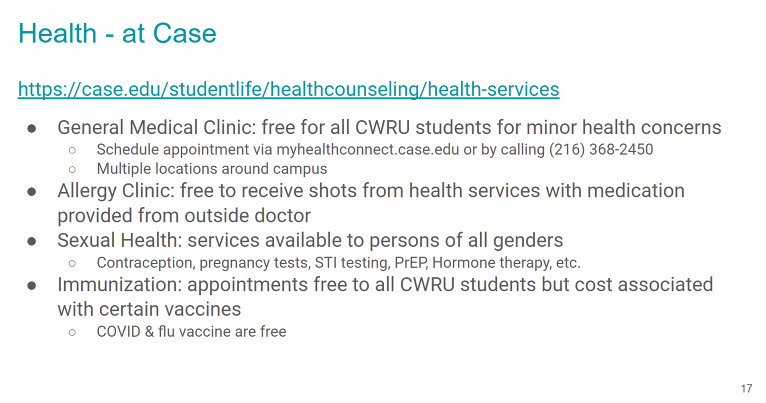 Health - at Case
https://case.edu/studentlife/healthcounseling/health-services
● General Medical Clinic: free for all CWRU students for minor health concerns
○ Schedule appointment via myhealthconnect.case.edu or by calling (216) 368-2450
○ Multiple locations around campus
● Allergy Clinic: free to receive shots from health services with medication
provided from outside doctor
● Sexual Health: services available to persons of all genders
○ Contraception, pregnancy tests, STI testing, PrEP, Hormone therapy, etc.
● Immunization: appointments free to all CWRU students but cost associated
with certain vaccines
○ COVID & flu vaccine are free
17